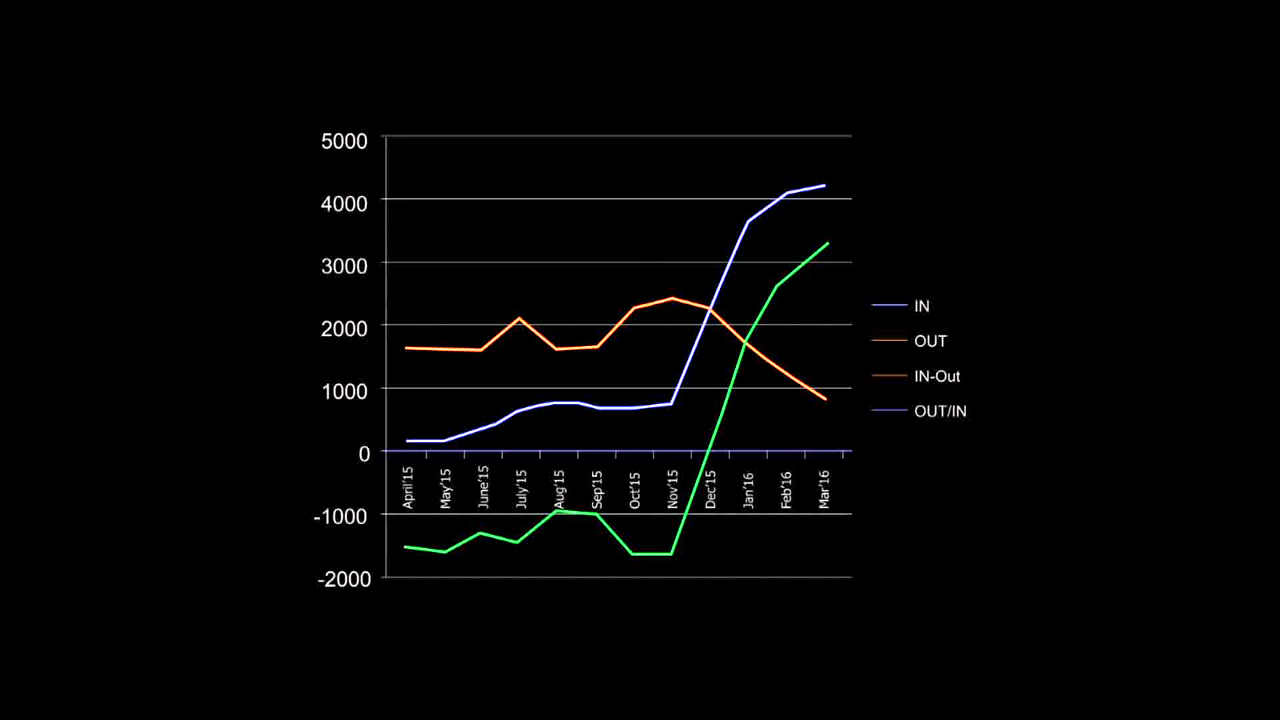 5000
4000
3000
2000
1000
0
-1000
-2000
April'15
May'15
June'15
July'15
Aug'15
Sep'15
Oct'15
Nov'15
Dec'15
Jan'16
Feb'16
Mar'16
IN
OUT
IN-Out
OUT/IN